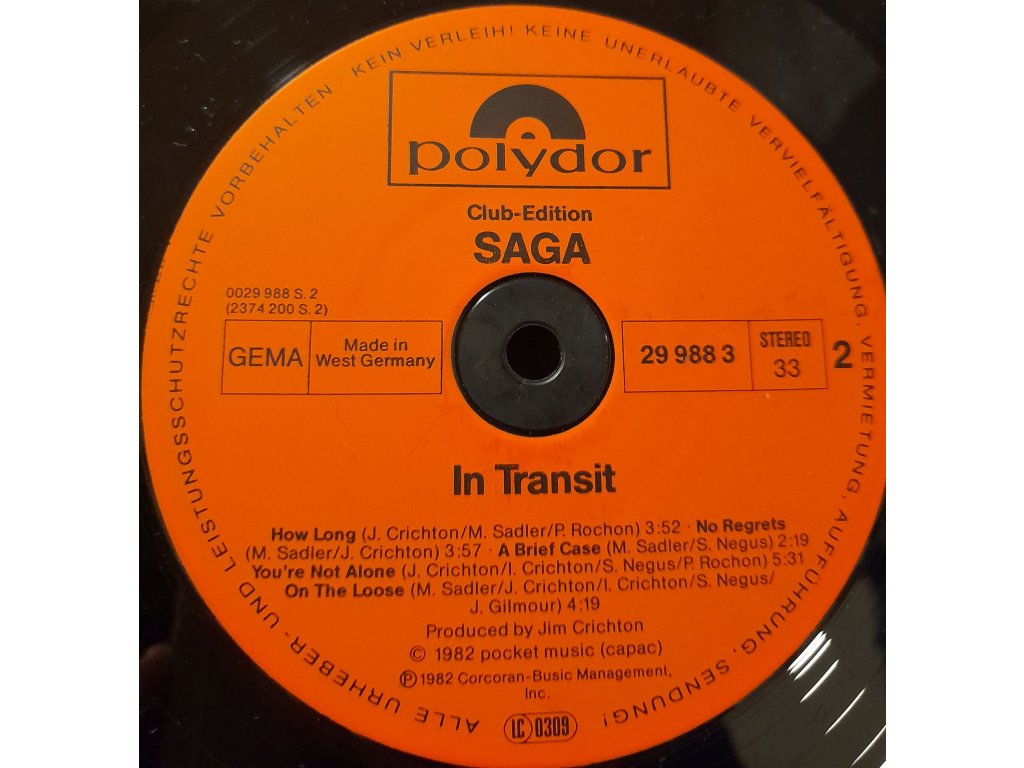 ALLE URHEBER- UND LEISTUNGSSCHUTZRECHTE VORBEHALTEN · KEIN VERLEIH! KEINE UNERLAUBTE VERVIELFÄLTIGUNG, VERMIETUNG, AUFFÜHRUNG, SENDUNG!
polydor
Club-Edition
SAGA
0029 988 S. 2
(2374 200 S. 2)
GEMA
Made in
West Germany
29 988 3
STEREO
33
2
In Transit
How Long (J. Crichton/M. Sadler/P. Rochon) 3:52 · No Regrets
(M. Sadler/J. Crichton) 3:57 · A Brief Case (M. Sadler/S. Negus) 2:19
You're Not Alone (J. Crichton/I. Crichton/S. Negus/P. Rochon) 5:31
On The Loose (M. Sadler/J. Crichton/I. Crichton/S. Negus/
J. Gilmour) 4:19
Produced by Jim Crichton
© 1982 pocket music (capac)
℗ 1982 Corcoran-Busic Management,
Inc.
LC 0309